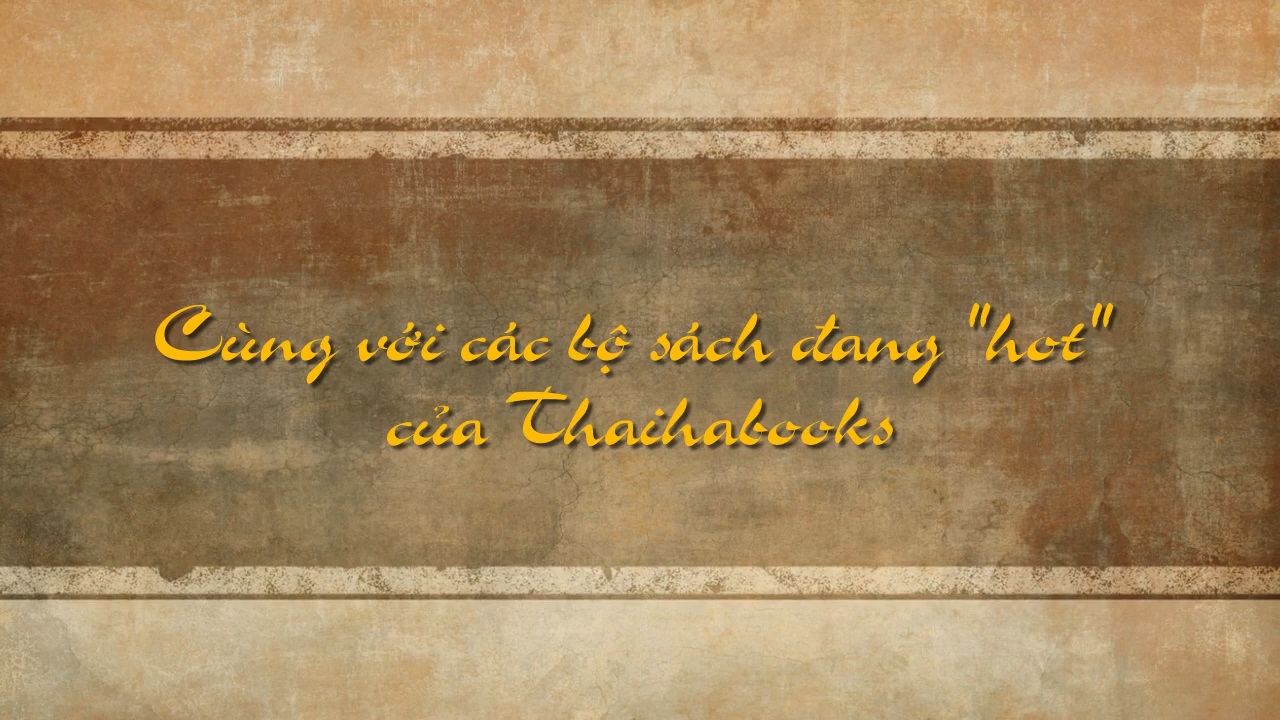 Cùng với các bộ sách đang "hot"
của Thaihabooks